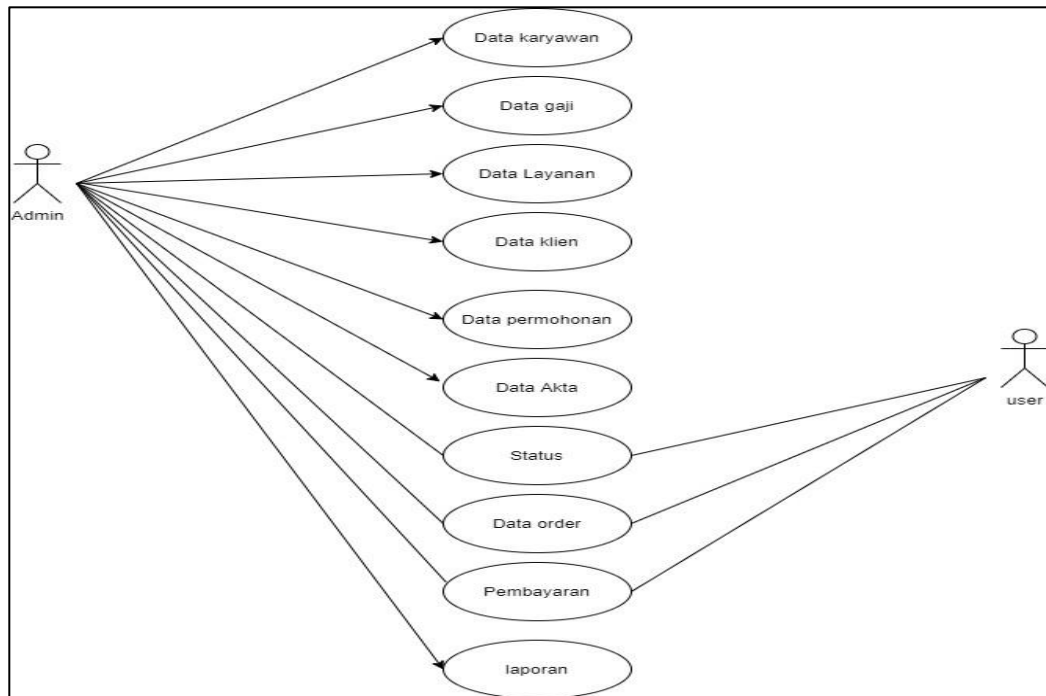 Data karyawan
Data gaji
Data Layanan
Admin
Data klien
Data permohonan
Data Akta
user
Status
Data order
Pembayaran
laporan